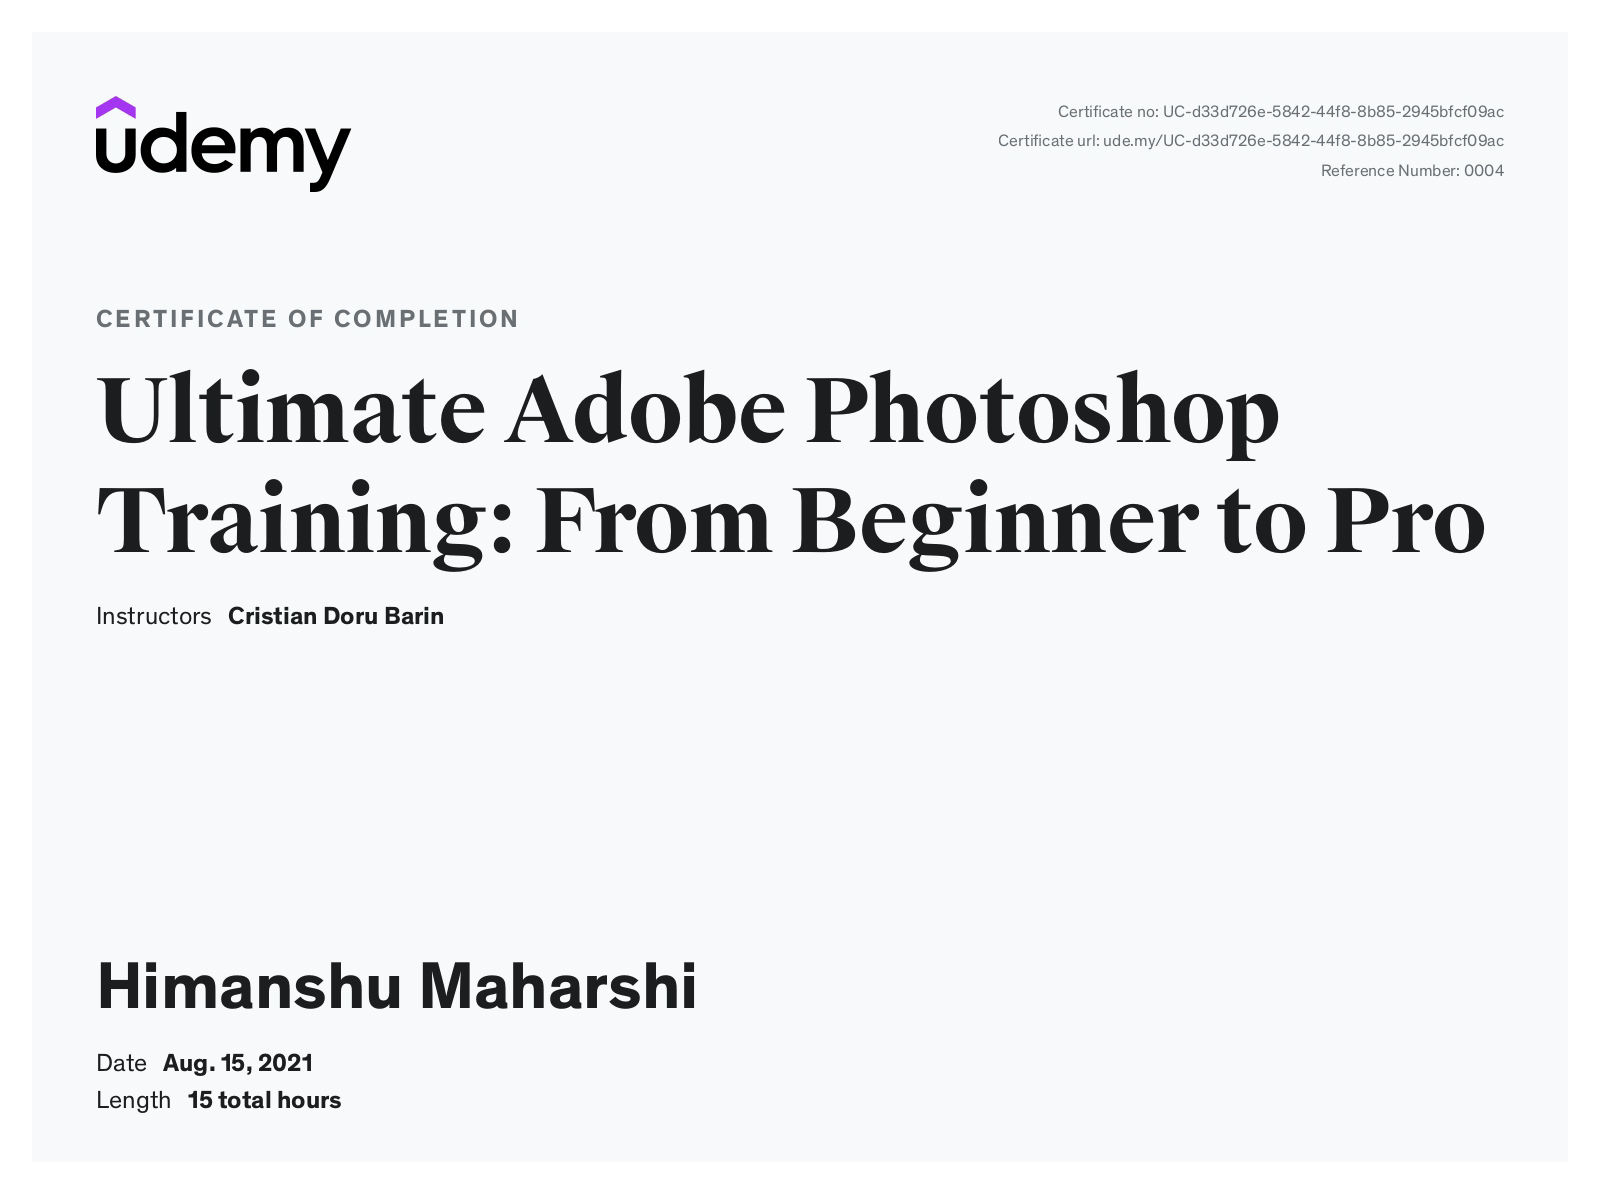 udemy
Certificate no: UC-d33d726e-5842-44f8-8b85-2945bfcf09ac
Certificate url: ude.my/UC-d33d726e-5842-44f8-8b85-2945bfcf09ac
Reference Number: 0004
CERTIFICATE OF COMPLETION
Ultimate Adobe Photoshop
Training: From Beginner to Pro
Instructors Cristian Doru Barin
Himanshu Maharshi
Date Aug. 15, 2021
Length 15 total hours